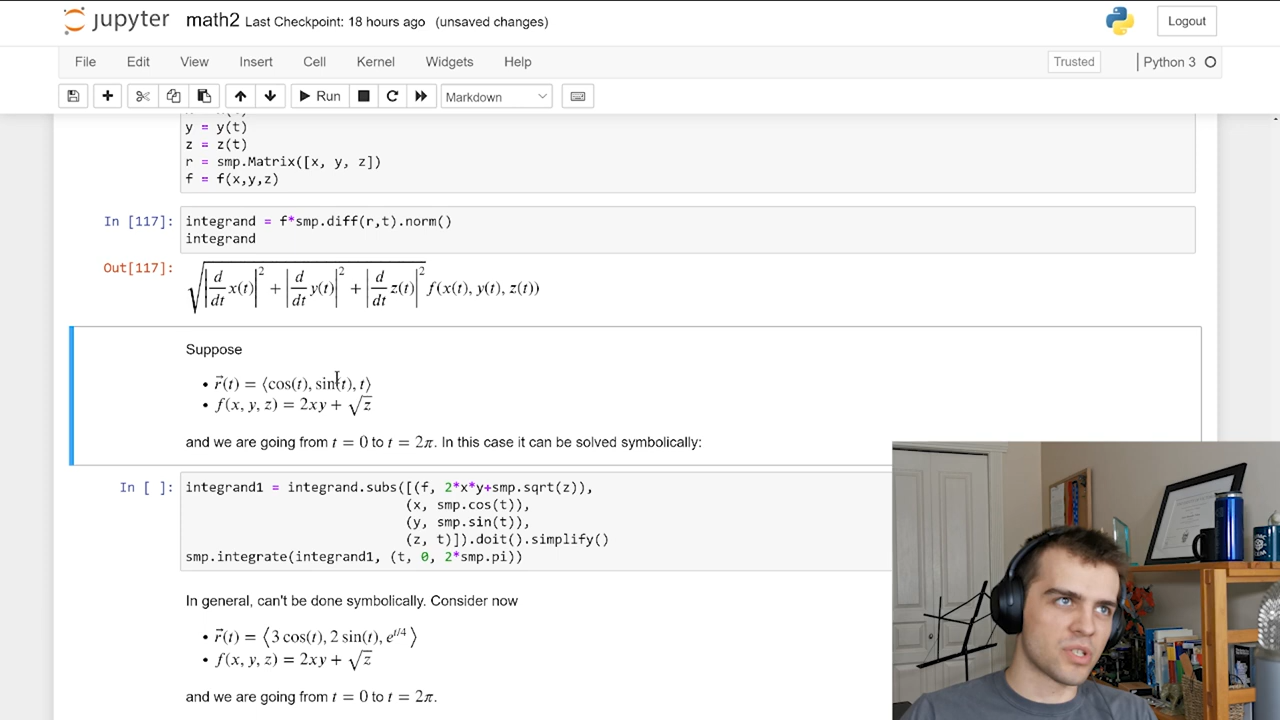 jupyter math2 Last Checkpoint: 18 hours ago (unsaved changes) Logout
File Edit View Insert Cell Kernel Widgets Help Trusted | Python 3
Run Markdown
y = y(t)
z = z(t)
r = smp.Matrix([x, y, z])
f = f(x,y,z)
In [117]: integrand = f*smp.diff(r,t).norm()
integrand
Out[117]: √(|d/dt x(t)|² + |d/dt y(t)|² + |d/dt z(t)|²) f(x(t), y(t), z(t))
Suppose
• r⃗(t) = ⟨cos(t), sin(t), t⟩
• f(x, y, z) = 2xy + √z
and we are going from t = 0 to t = 2π. In this case it can be solved symbolically:
In [ ]: integrand1 = integrand.subs([(f, 2*x*y+smp.sqrt(z)),
(x, smp.cos(t)),
(y, smp.sin(t)),
(z, t)]).doit().simplify()
smp.integrate(integrand1, (t, 0, 2*smp.pi))
In general, can't be done symbolically. Consider now
• r⃗(t) = ⟨3 cos(t), 2 sin(t), e^{t/4}⟩
• f(x, y, z) = 2xy + √z
and we are going from t = 0 to t = 2π.